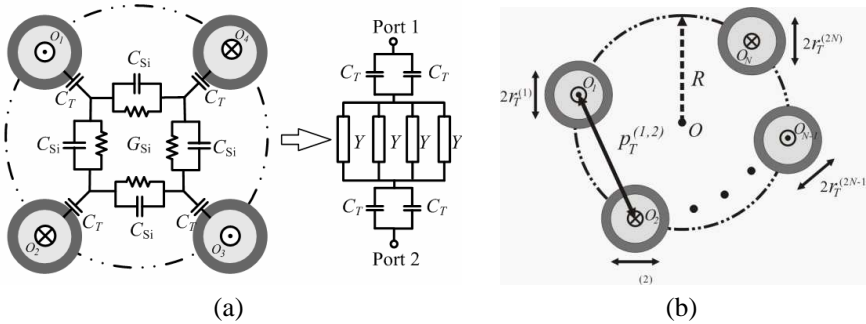 (a)
O1
O4
CSi
CT
CT
CSi
GSi
CSi
CT
CT
CSi
O2
O3
Port 1
CT
CT
Y
Y
Y
Y
CT
CT
Port 2
(b)
2rT(1)
O1
R
ON
2rT(2N)
pT(1,2)
O
ON-1
O2
2rT(2N-1
(2)
(a)
(b)